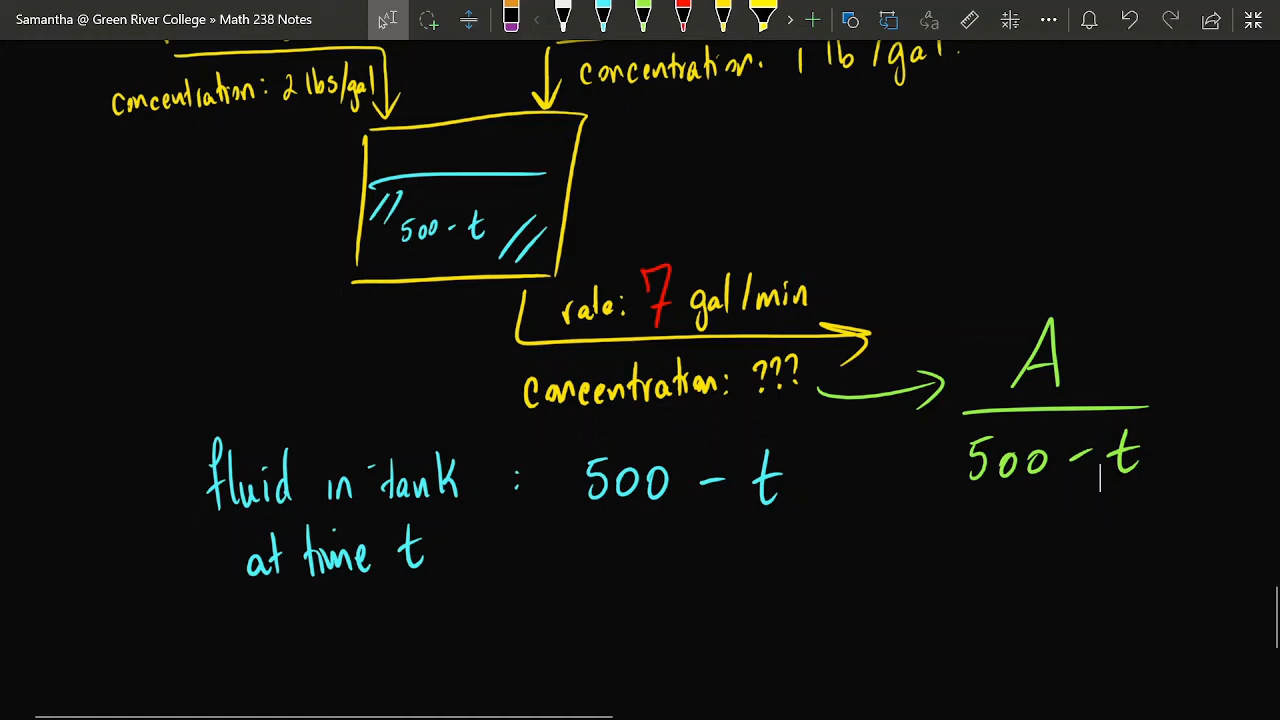 Samantha @ Green River College » Math 238 Notes
concentration: 2 lbs/gal
concentration. 1 lb/gal.
500 - t
rate: 7 gal/min
concentration: ???
A
500 - t
fluid in tank : 500 - t
at time t